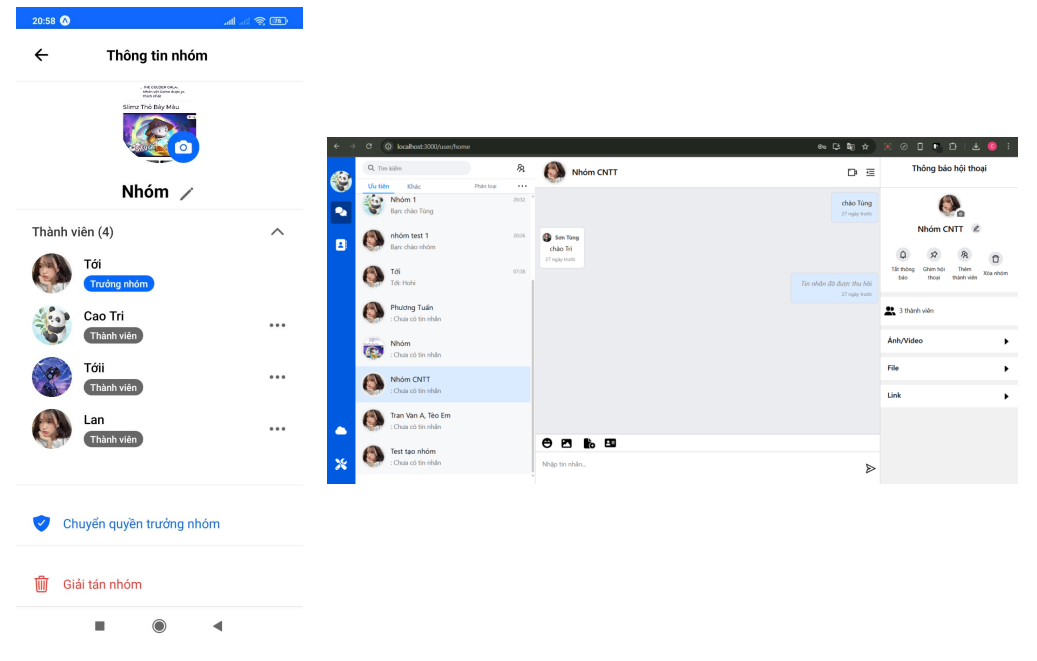 20:58
76
Thông tin nhóm
THE GOLDEN GALA,
Slimz Thỏ Bảy Màu
Nhóm
Thành viên (4)
Tới
Trưởng nhóm
Cao Tri
Thành viên
Tớii
Thành viên
Lan
Thành viên
Chuyển quyền trưởng nhóm
Giải tán nhóm
localhost:3000/user/home
Tìm kiếm
Ưu tiên Khác Phân loại
Nhóm 1 20:32
Bạn: chào Tùng
nhóm test 1 20:26
Bạn: chào nhóm
Tới 07:38
Tới: Hohi
Phương Tuấn
: Chưa có tin nhắn
Nhóm
: Chưa có tin nhắn
Nhóm CNTT
: Chưa có tin nhắn
Tran Van A, Tèo Em
: Chưa có tin nhắn
Test tạo nhóm
: Chưa có tin nhắn
Nhóm CNTT
chào Tùng
27 ngày trước
Sơn Tùng
chào Trì
27 ngày trước
Tin nhắn đã được thu hồi
27 ngày trước
Nhập tin nhắn...
Thông báo hội thoại
Nhóm CNTT
Tắt thông báo
Ghim hội thoại
Thêm thành viên
Xóa nhóm
3 thành viên
Ảnh/Video
File
Link